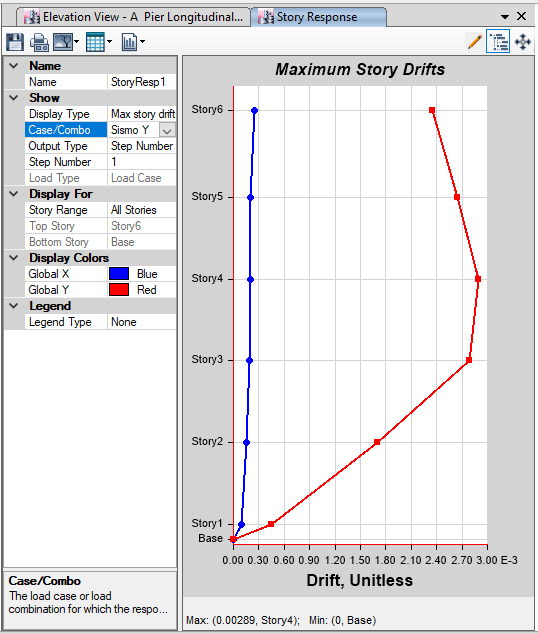 Elevation View - A Pier Longitudinal...
Story Response
Name
Name StoryResp1
Show
Display Type Max story drift
Case/Combo Sismo Y
Output Type Step Number
Step Number 1
Load Type Load Case
Display For
Story Range All Stories
Top Story Story6
Bottom Story Base
Display Colors
Global X Blue
Global Y Red
Legend
Legend Type None
Case/Combo
The load case or load
combination for which the respo...
Maximum Story Drifts
Story6
Story5
Story4
Story3
Story2
Story1
Base
0.00 0.30 0.60 0.90 1.20 1.50 1.80 2.10 2.40 2.70 3.00 E-3
Drift, Unitless
Max: (0.00289, Story4); Min: (0, Base)